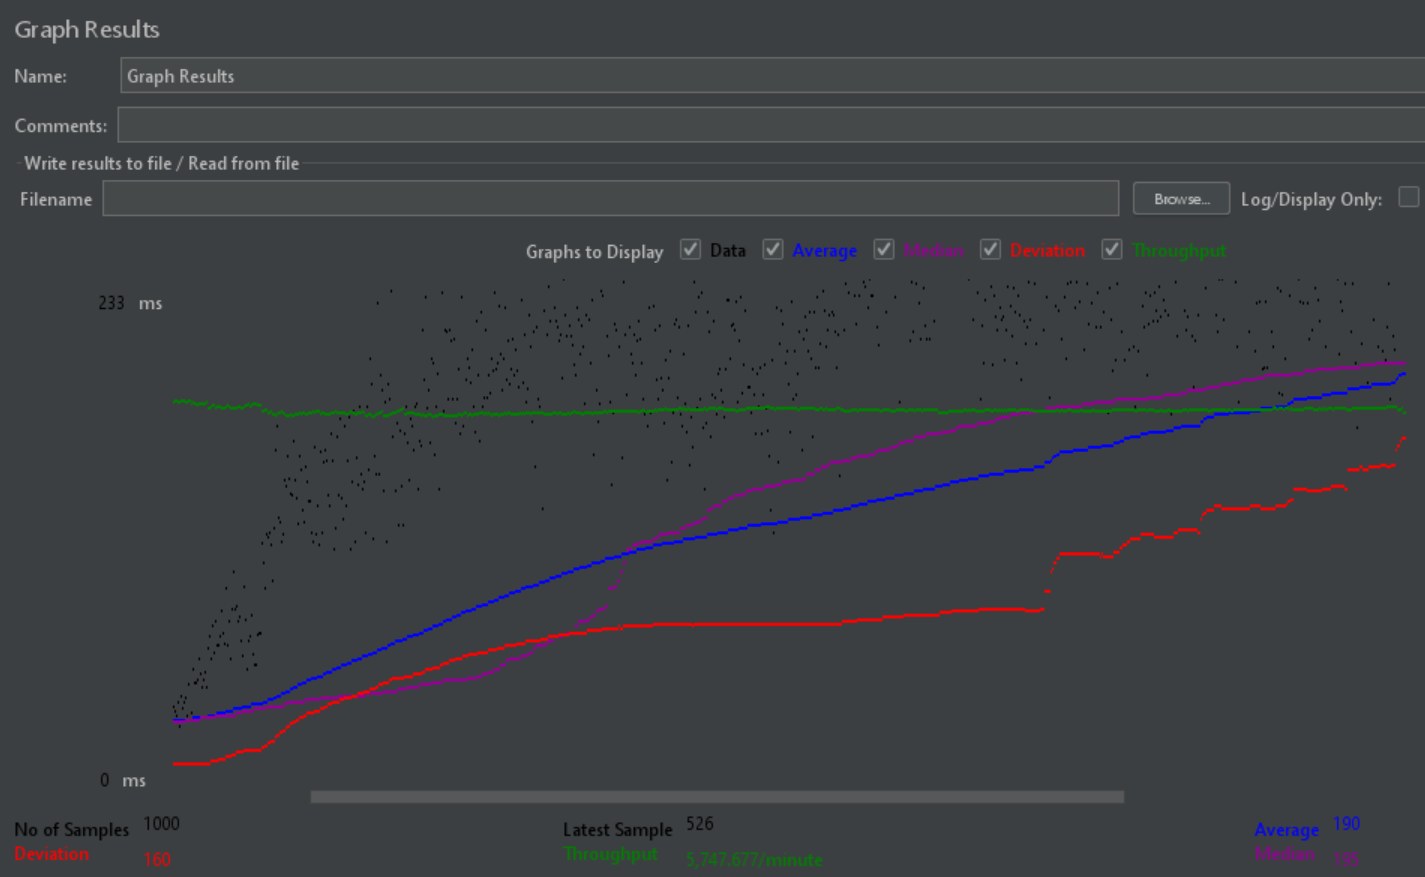 Graph Results
Name: Graph Results
Comments:
Write results to file / Read from file
Filename Browse... Log/Display Only:
Graphs to Display Data Average Median Deviation Throughput
233 ms
0 ms
No of Samples 1000 Latest Sample 526 Average 190
Deviation 160 Throughput 5,747.677/minute Median